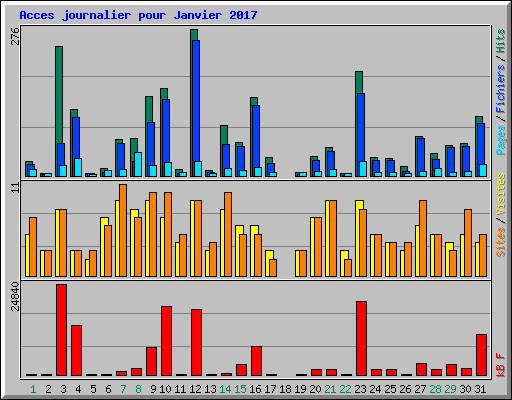 Acces journalier pour Janvier 2017
276
Pages/Fichiers/Hits
11
Sites/Visites
24840
kB F
1 2 3 4 5 6 7 8 9 10 11 12 13 14 15 16 17 18 19 20 21 22 23 24 25 26 27 28 29 30 31